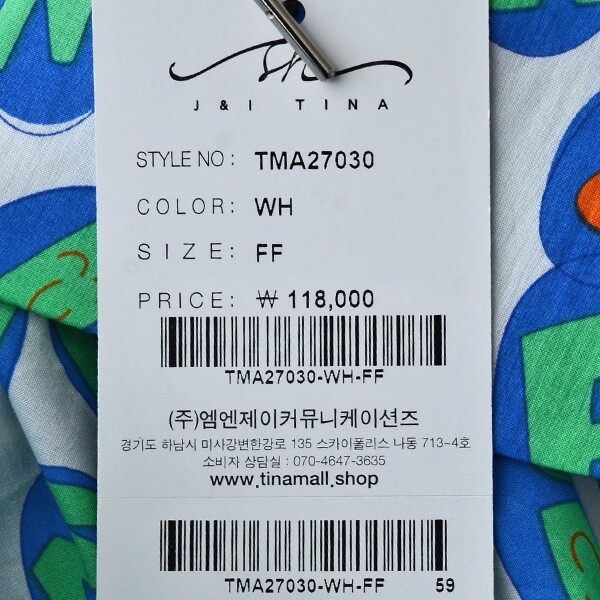 J & I TINA
STYLE NO : TMA27030
COLOR: WH
SIZE: FF
PRICE: ₩ 118,000
TMA27030-WH-FF
(주)엠엔제이커뮤니케이션즈
경기도 하남시 미사강변한강로 135 스카이폴리스 나동 713-4호
소비자 상담실 : 070-4647-3635
www.tinamall.shop
TMA27030-WH-FF 59